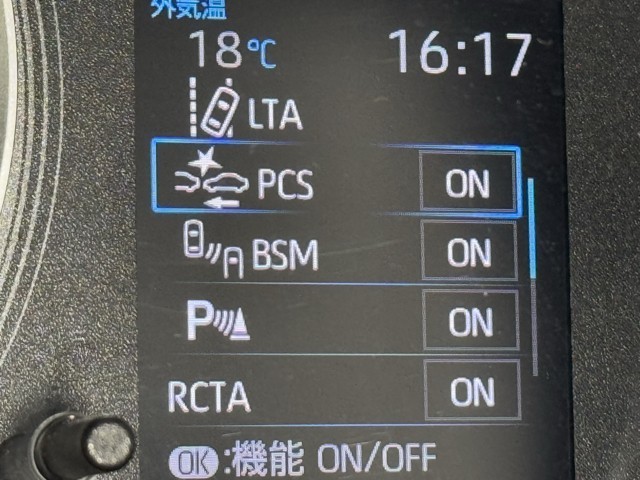 外気温
18℃ 16:17
LTA
PCS ON
BSM ON
P ON
RCTA ON
OK:機能 ON/OFF